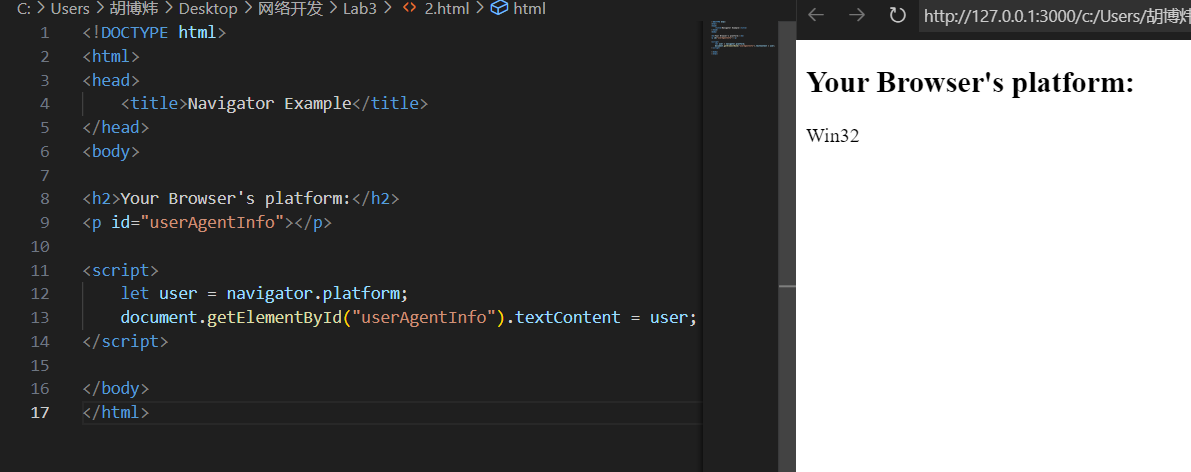 C: > Users > 胡博炜 > Desktop > 网络开发 > Lab3 > <> 2.html > html
1 <!DOCTYPE html>
2 <html>
3 <head>
4 <title>Navigator Example</title>
5 </head>
6 <body>
7
8 <h2>Your Browser's platform:</h2>
9 <p id="userAgentInfo"></p>
10
11 <script>
12 let user = navigator.platform;
13 document.getElementById("userAgentInfo").textContent = user;
14 </script>
15
16 </body>
17 </html>
http://127.0.0.1:3000/c:/Users/胡博炜
Your Browser's platform:
Win32